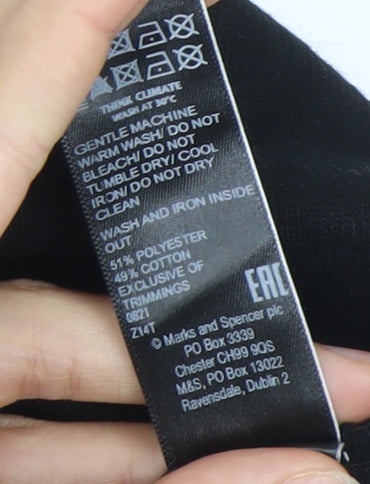 THINK CLIMATE
WASH AT 30°C
GENTLE MACHINE
WARM WASH/ DO NOT
BLEACH/ DO NOT
TUMBLE DRY/ COOL
IRON/ DO NOT DRY
CLEAN
WASH AND IRON INSIDE
OUT
51% POLYESTER
49% COTTON
EXCLUSIVE OF
TRIMMINGS
0821
Z14T
EAC
© Marks and Spencer plc
PO Box 3339
Chester CH99 9QS
M&S, PO Box 13022
Ravensdale, Dublin 2